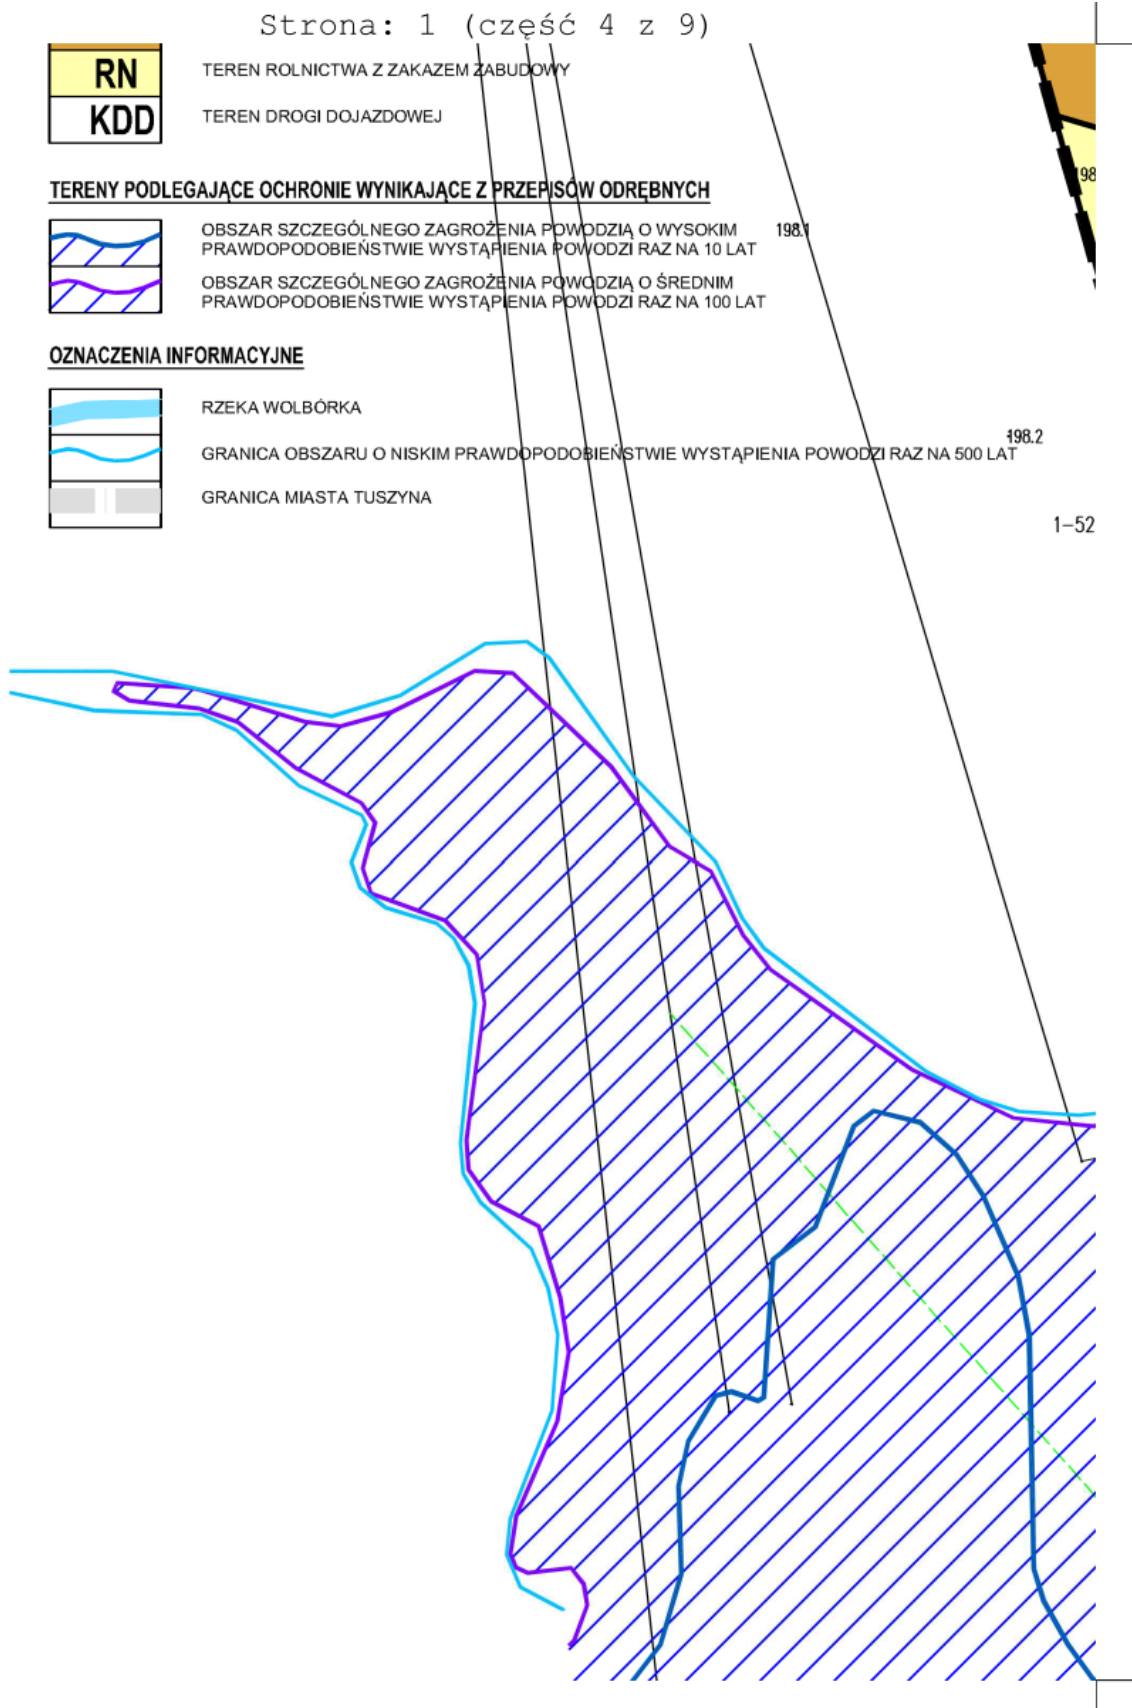 Strona: 1 (część 4 z 9)
RN TEREN ROLNICTWA Z ZAKAZEM ZABUDOWY
KDD TEREN DROGI DOJAZDOWEJ
198
TERENY PODLEGAJĄCE OCHRONIE WYNIKAJĄCE Z PRZEPISÓW ODRĘBNYCH
OBSZAR SZCZEGÓLNEGO ZAGROŻENIA POWODZIĄ O WYSOKIM
PRAWDOPODOBIEŃSTWIE WYSTĄPIENIA POWODZI RAZ NA 10 LAT
198.1
OBSZAR SZCZEGÓLNEGO ZAGROŻENIA POWODZIĄ O ŚREDNIM
PRAWDOPODOBIEŃSTWIE WYSTĄPIENIA POWODZI RAZ NA 100 LAT
OZNACZENIA INFORMACYJNE
RZEKA WOLBÓRKA
198.2
GRANICA OBSZARU O NISKIM PRAWDOPODOBIEŃSTWIE WYSTĄPIENIA POWODZI RAZ NA 500 LAT
GRANICA MIASTA TUSZYNA
1-52